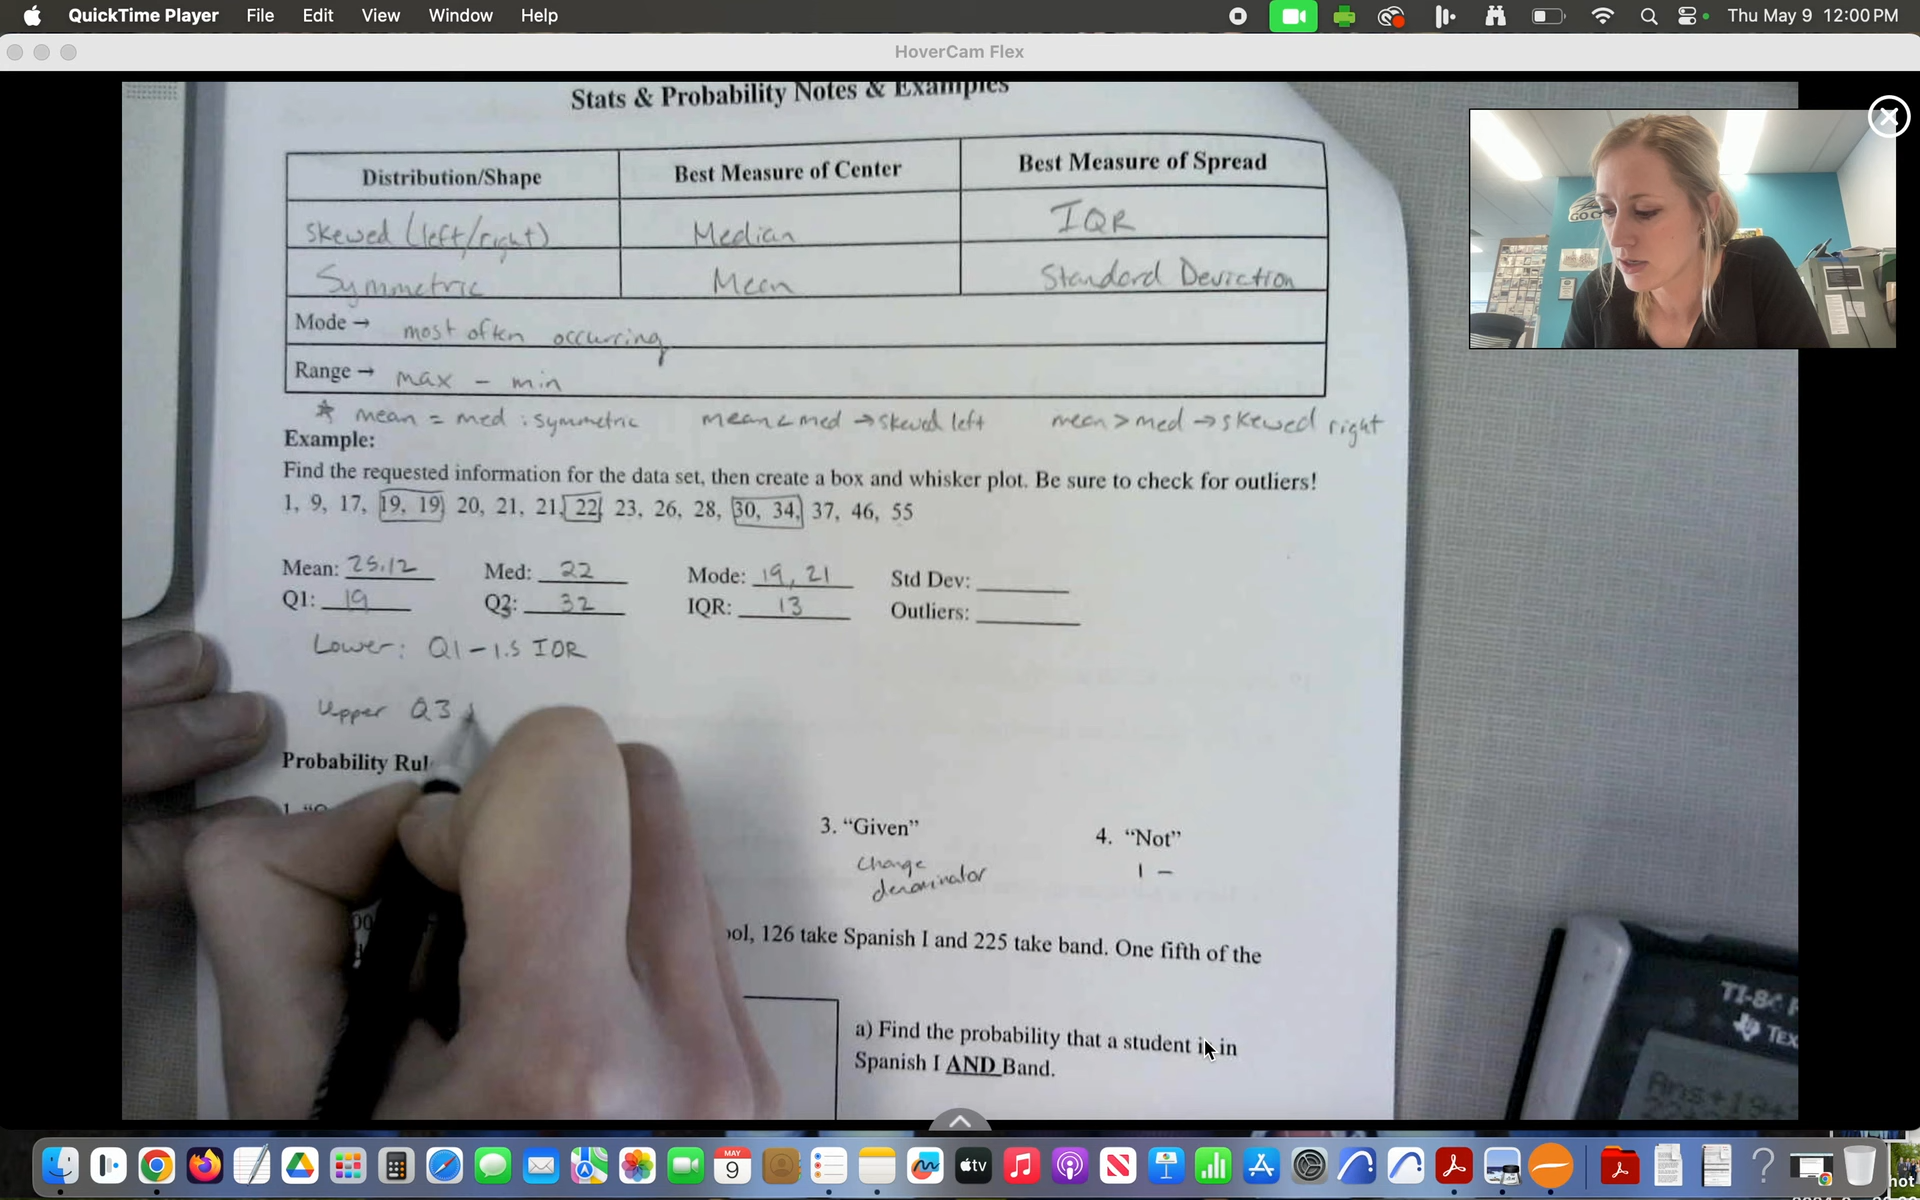 QuickTime Player File Edit View Window Help Thu May 9 12:00 PM
HoverCam Flex
Stats & Probability Notes & Examples
Distribution/Shape Best Measure of Center Best Measure of Spread
Skewed (left/right) Median IQR
Symmetric Mean Standard Deviation
Mode → most often occurring
Range → max - min
* mean = med : symmetric mean < med → skewed left mean > med → skewed right
Example:
Find the requested information for the data set, then create a box and whisker plot. Be sure to check for outliers!
1, 9, 17, 19, 19, 20, 21, 21, 22, 23, 26, 28, 30, 34, 37, 46, 55
Mean: 25.12 Med: 22 Mode: 19, 21 Std Dev:
Q1: 19 Q3: 32 IQR: 13 Outliers:
Lower: Q1 - 1.5 IQR
Upper Q3
Probability Rul
3. "Given" 4. "Not"
change 1 -
denominator
ool, 126 take Spanish I and 225 take band. One fifth of the
a) Find the probability that a student is in
Spanish I AND Band.
GO
TI-84
TEX
Ans+19+
MAY
9
tv